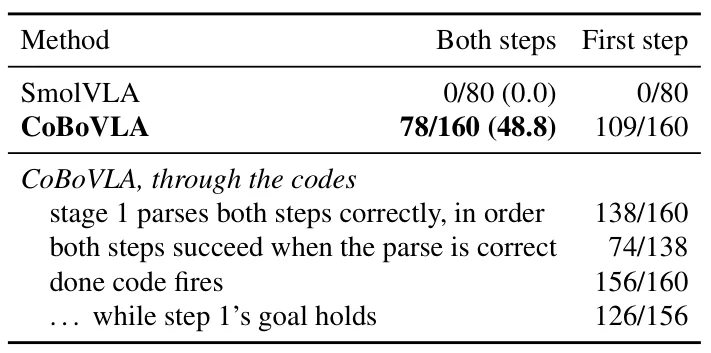 Method Both steps First step
SmolVLA 0/80 (0.0) 0/80
CoBoVLA 78/160 (48.8) 109/160
CoBoVLA, through the codes
stage 1 parses both steps correctly, in order 138/160
both steps succeed when the parse is correct 74/138
done code fires 156/160
… while step 1’s goal holds 126/156